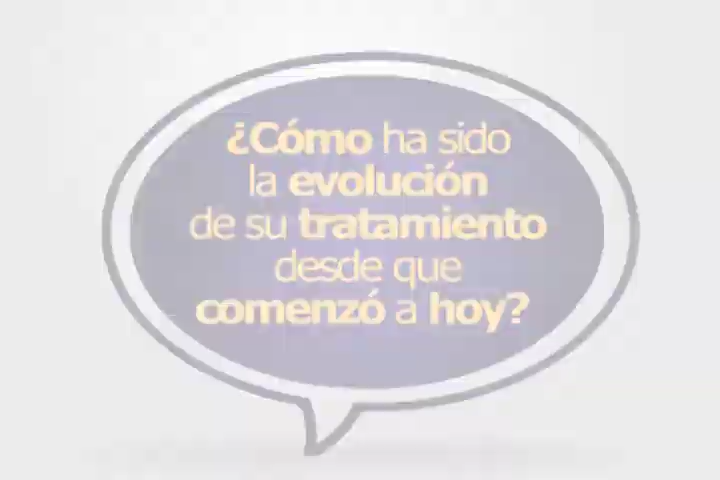 ¿Cómo ha sido
la evolución
de su tratamiento
desde que
comenzó a hoy?